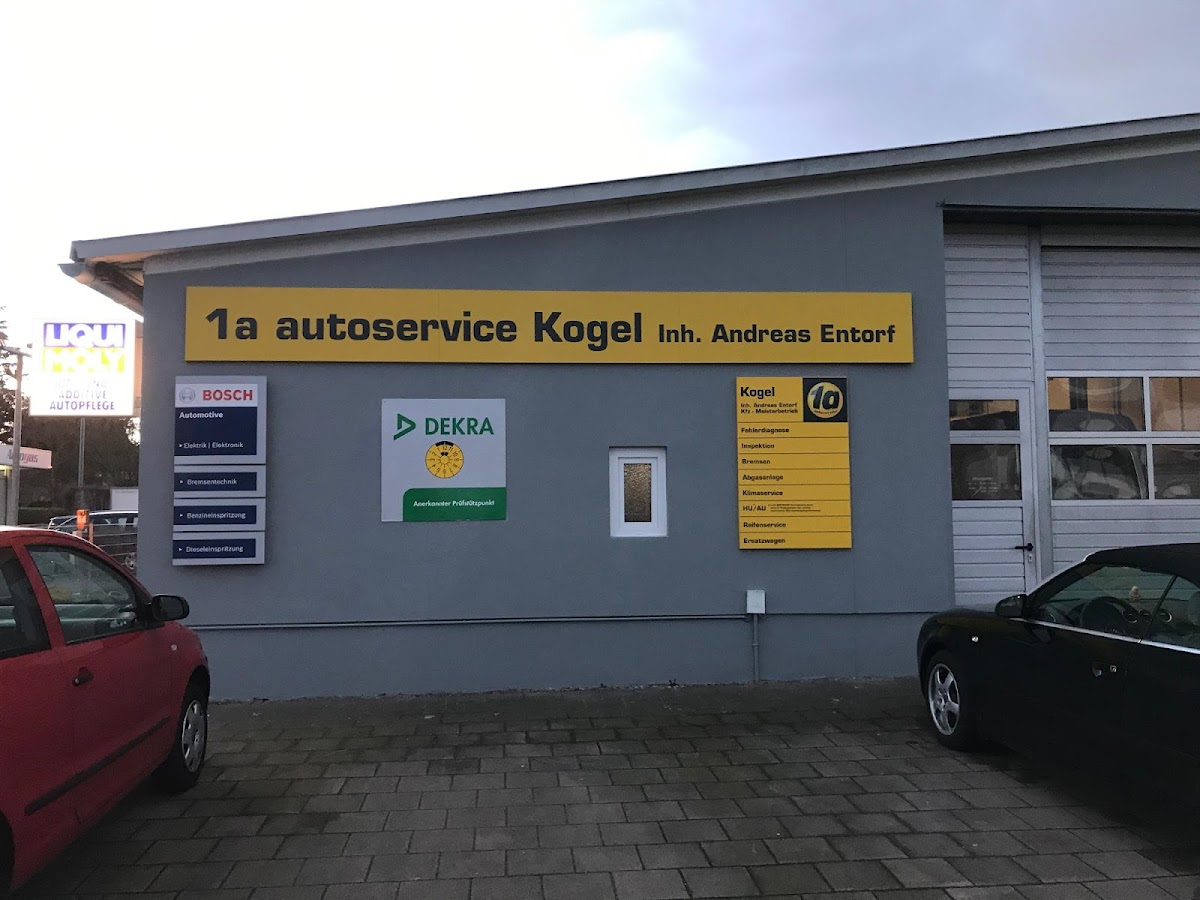 1a autoservice Kogel Inh. Andreas Entorf
LIQUI
MOLY
ADDITIVE
AUTOPFLEGE
BOSCH
Automotive
Elektrik | Elektronik
Bremsentechnik
Benzineinspritzung
Dieseleinspritzung
DEKRA
Anerkannter Prüfstützpunkt
Kogel
Inh. Andreas Entorf
Kfz - Meisterbetrieb
1a
Fehlerdiagnose
Inspektion
Bremsen
Abgasanlage
Klimaservice
HU/AU
Reifenservice
Ersatzwagen